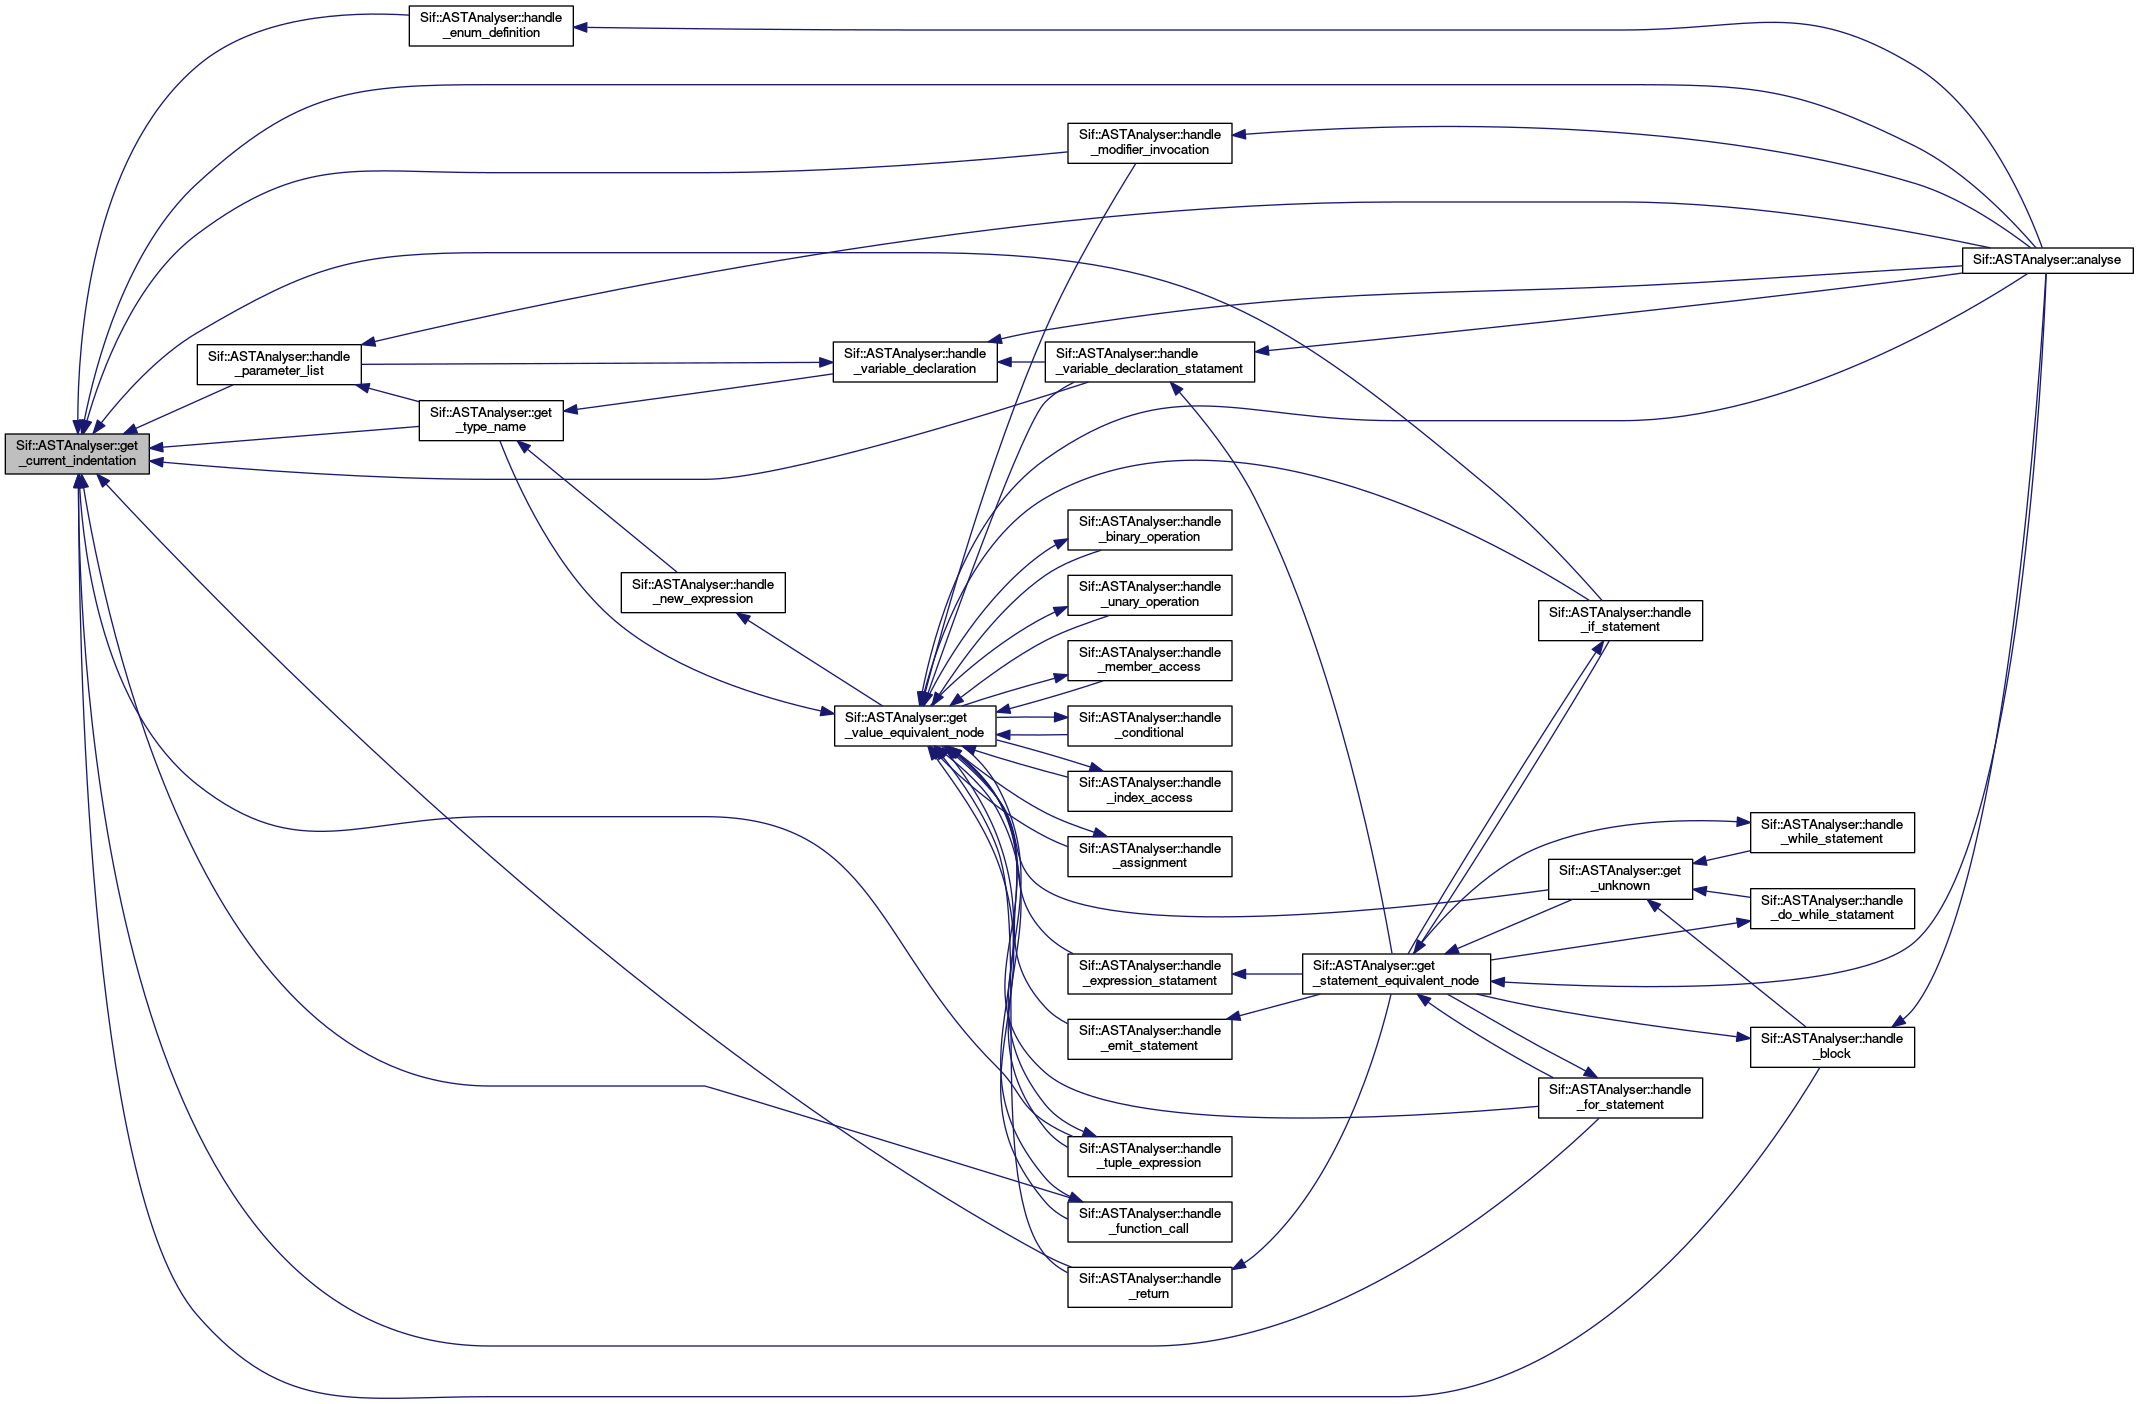 Sif::ASTAnalyser::handle
_enum_definition
Sif::ASTAnalyser::handle
_modifier_invocation
Sif::ASTAnalyser::analyse
Sif::ASTAnalyser::handle
_parameter_list
Sif::ASTAnalyser::handle
_variable_declaration
Sif::ASTAnalyser::handle
_variable_declaration_statament
Sif::ASTAnalyser::get
_type_name
Sif::ASTAnalyser::get
_current_indentation
Sif::ASTAnalyser::handle
_binary_operation
Sif::ASTAnalyser::handle
_new_expression
Sif::ASTAnalyser::handle
_unary_operation
Sif::ASTAnalyser::handle
_if_statement
Sif::ASTAnalyser::handle
_member_access
Sif::ASTAnalyser::get
_value_equivalent_node
Sif::ASTAnalyser::handle
_conditional
Sif::ASTAnalyser::handle
_index_access
Sif::ASTAnalyser::handle
_while_statement
Sif::ASTAnalyser::handle
_assignment
Sif::ASTAnalyser::get
_unknown
Sif::ASTAnalyser::handle
_do_while_statament
Sif::ASTAnalyser::handle
_expression_statament
Sif::ASTAnalyser::get
_statement_equivalent_node
Sif::ASTAnalyser::handle
_emit_statement
Sif::ASTAnalyser::handle
_block
Sif::ASTAnalyser::handle
_for_statement
Sif::ASTAnalyser::handle
_tuple_expression
Sif::ASTAnalyser::handle
_function_call
Sif::ASTAnalyser::handle
_return